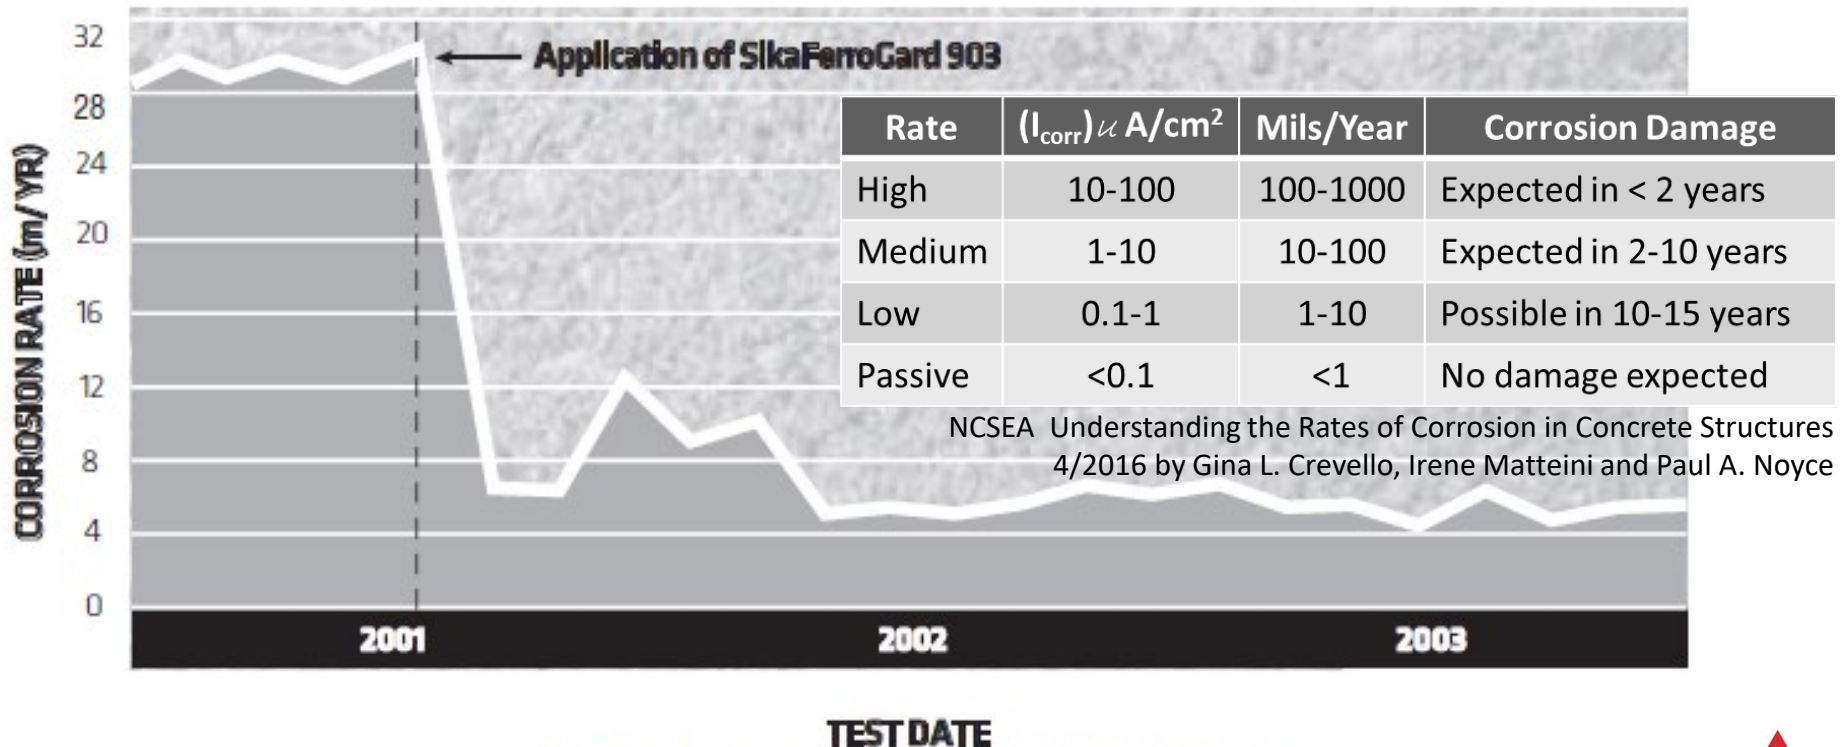 32
Application of SikaFerroGard 903
28
24
20
16
12
8
4
0
CORROSION RATE (m/YR)
Rate (Icorr) u A/cm² Mils/Year Corrosion Damage
High 10-100 100-1000 Expected in < 2 years
Medium 1-10 10-100 Expected in 2-10 years
Low 0.1-1 1-10 Possible in 10-15 years
Passive <0.1 <1 No damage expected
NCSEA Understanding the Rates of Corrosion in Concrete Structures
4/2016 by Gina L. Crevello, Irene Matteini and Paul A. Noyce
2001 2002 2003
TEST DATE